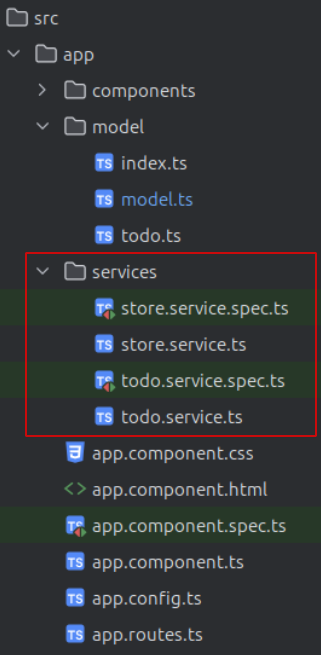 src
app
components
model
TS index.ts
TS model.ts
TS todo.ts
services
TS store.service.spec.ts
TS store.service.ts
TS todo.service.spec.ts
TS todo.service.ts
app.component.css
<> app.component.html
TS app.component.spec.ts
TS app.component.ts
TS app.config.ts
TS app.routes.ts